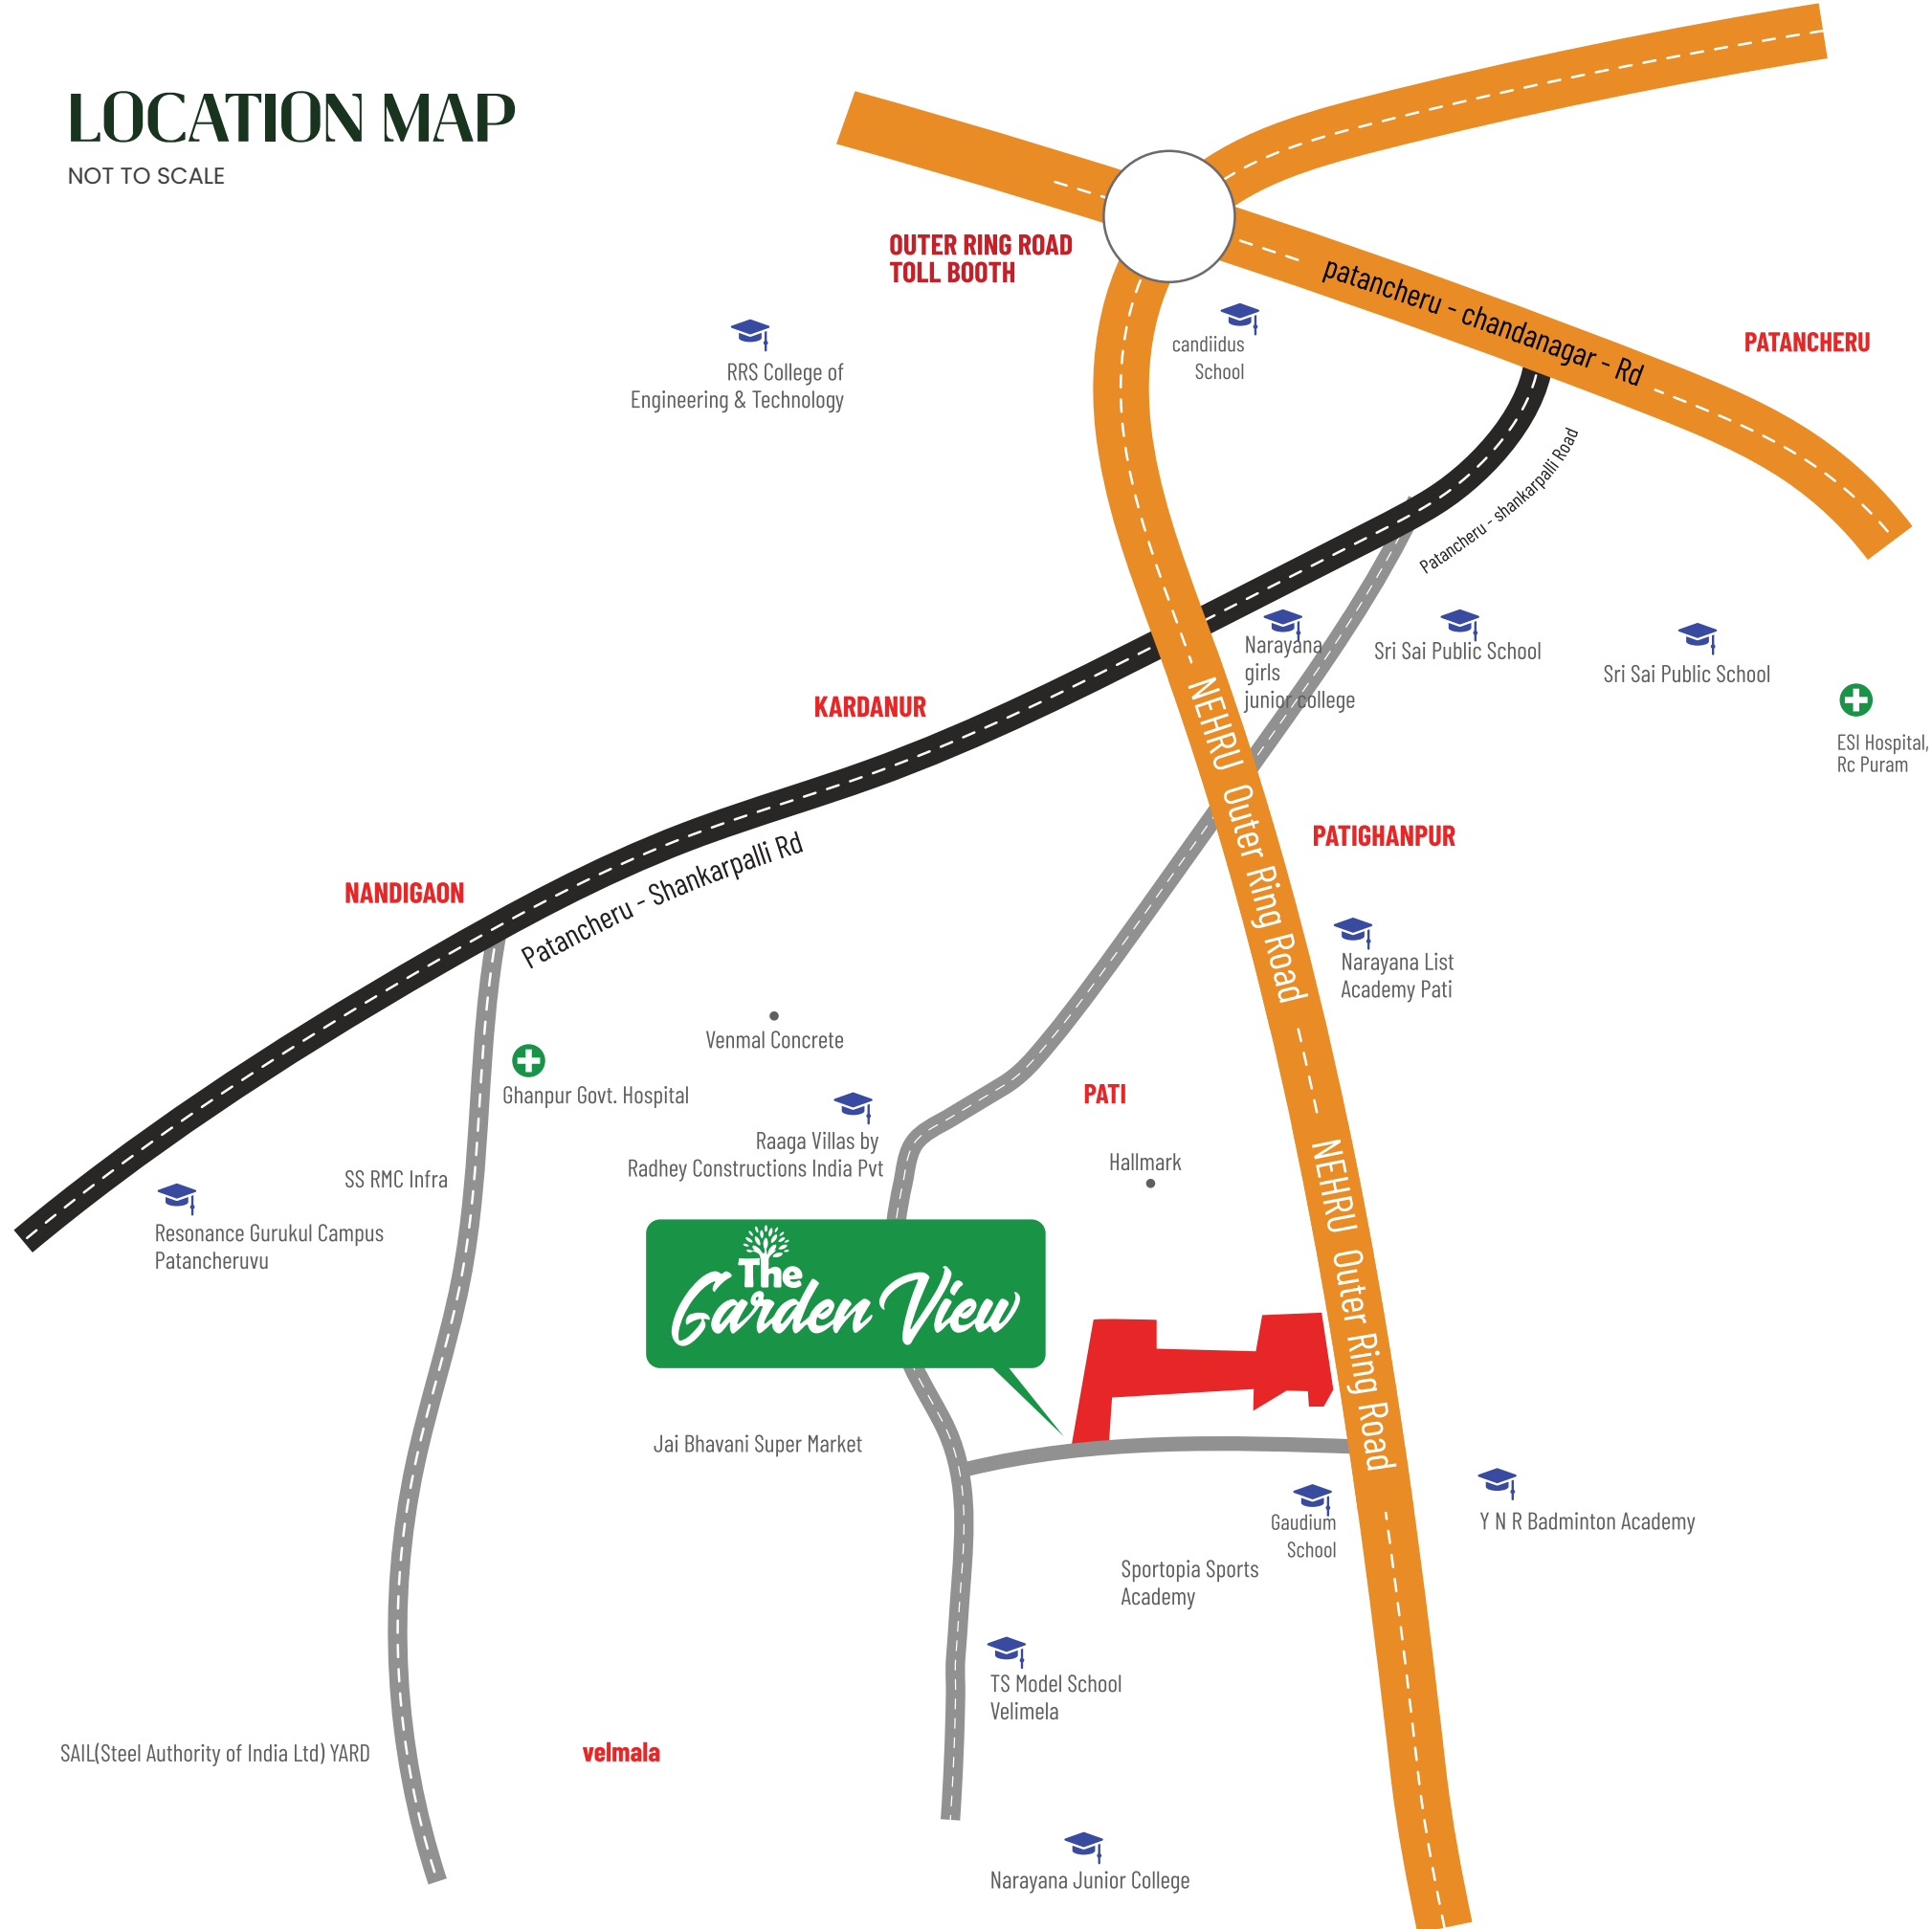 LOCATION MAP
NOT TO SCALE
OUTER RING ROAD
TOLL BOOTH
patancheru - chandanagar - Rd
PATANCHERU
candiidus
School
RRS College of
Engineering & Technology
Patancheru - shankarpalli Road
Narayana
girls
junior college
Sri Sai Public School
Sri Sai Public School
ESI Hospital,
Rc Puram
KARDANUR
NEHRU Outer Ring Road
PATIGHANPUR
Patancheru - Shankarpalli Rd
NANDIGAON
Narayana List
Academy Pati
Venmal Concrete
Ghanpur Govt. Hospital
PATI
Raaga Villas by
Radhey Constructions India Pvt
Hallmark
SS RMC Infra
Resonance Gurukul Campus
Patancheruvu
NEHRU Outer Ring Road
The
Garden View
Jai Bhavani Super Market
Gaudium
School
Y N R Badminton Academy
Sportopia Sports
Academy
TS Model School
Velimela
SAIL(Steel Authority of India Ltd) YARD
velmala
Narayana Junior College